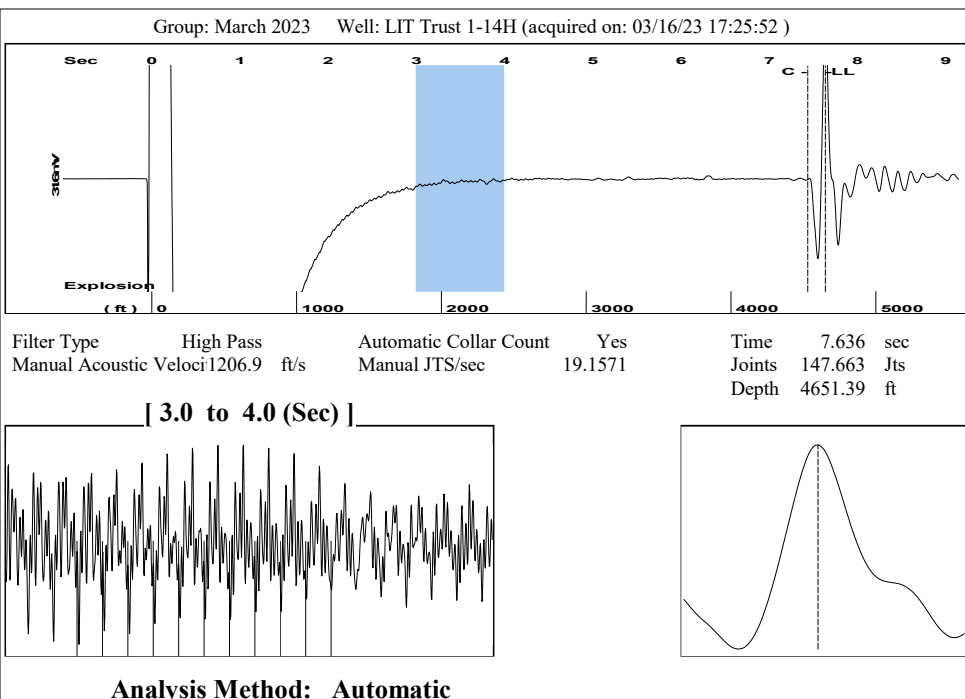 Group: March 2023 Well: LIT Trust 1-14H (acquired on: 03/16/23 17:25:52 )
Sec 0 1 2 3 4 5 6 7 8 9
C - -LL
Explosion
( ft ) 0 1000 2000 3000 4000 5000
Filter Type High Pass Automatic Collar Count Yes Time 7.636 sec
Manual Acoustic Veloci 1206.9 ft/s Manual JTS/sec 19.1571 Joints 147.663 Jts
Depth 4651.39 ft
[ 3.0 to 4.0 (Sec) ]
Analysis Method: Automatic